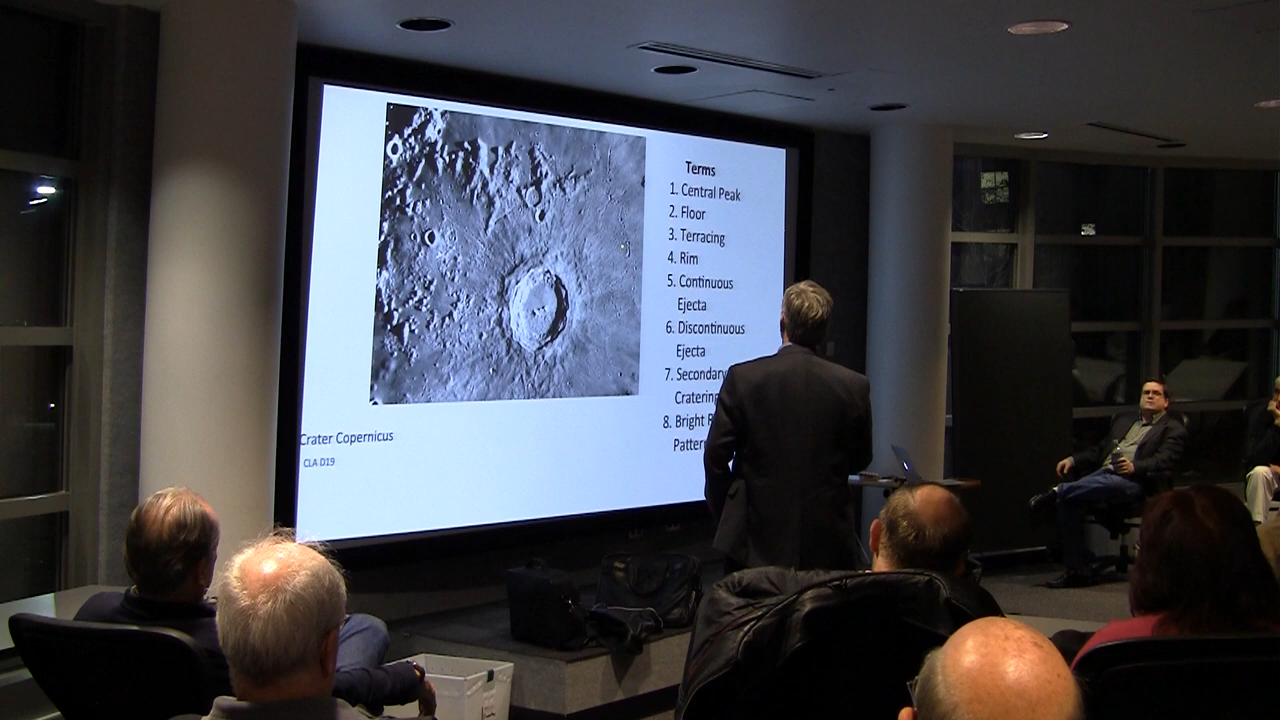 Terms
1. Central Peak
2. Floor
3. Terracing
4. Rim
5. Continuous
Ejecta
6. Discontinuous
Ejecta
7. Secondary
Cratering
8. Bright
Crater Copernicus
CLA D19